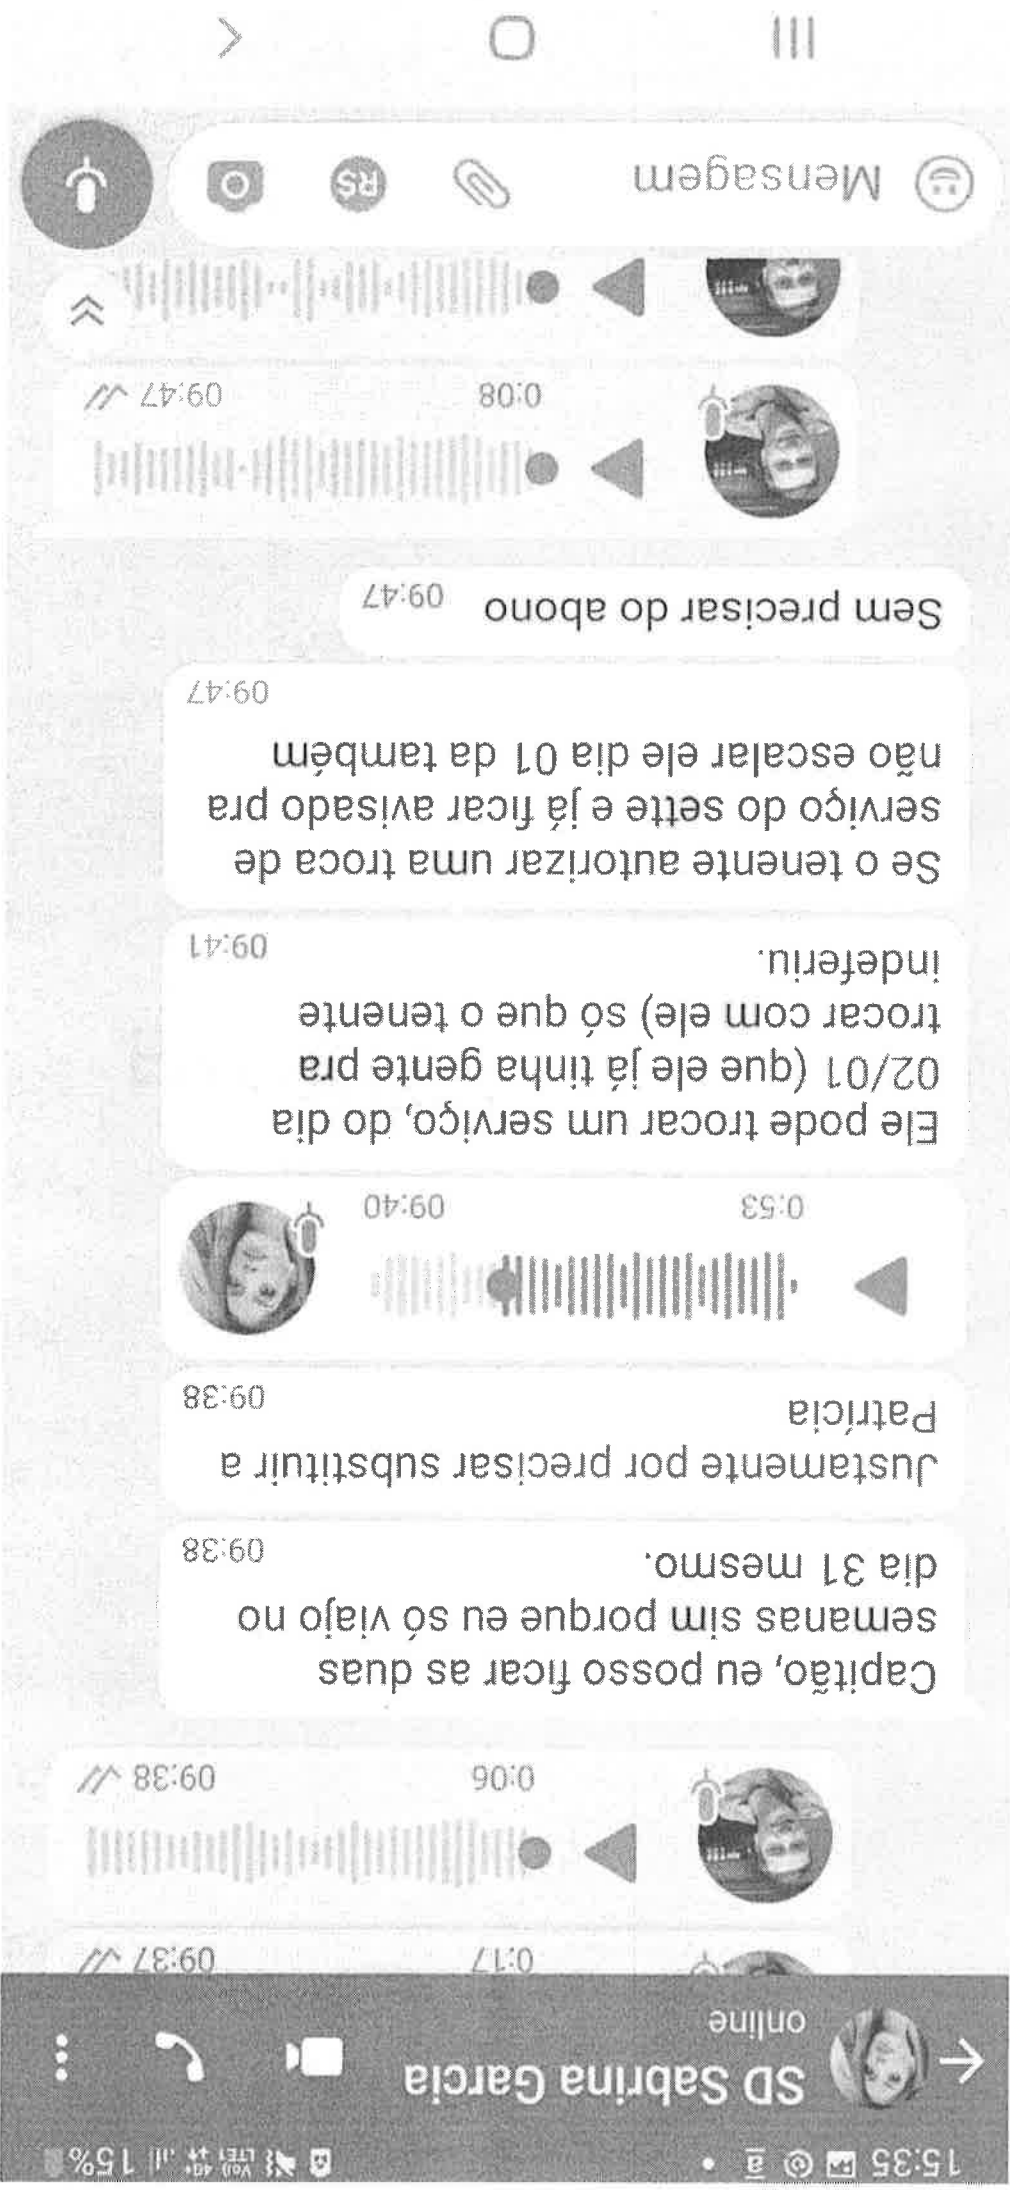 15:35 a Vo)) LTE1 4G+ 15%
SD Sabrina Garcia
online
0:17 09:37
0:06 09:38
Capitão, eu posso ficar as duas
semanas sim porque eu só viajo no
dia 31 mesmo.
09:38
Justamente por precisar substituir a
Patrícia
09:38
0:53 09:40
Ele pode trocar um serviço, do dia
02/01 (que ele já tinha gente pra
trocar com ele) só que o tenente
indeferiu.
09:41
Se o tenente autorizar uma troca de
serviço do sette e já ficar avisado pra
não escalar ele dia 01 da também
09:47
Sem precisar do abono 09:47
0:08 09:47
Mensagem R$